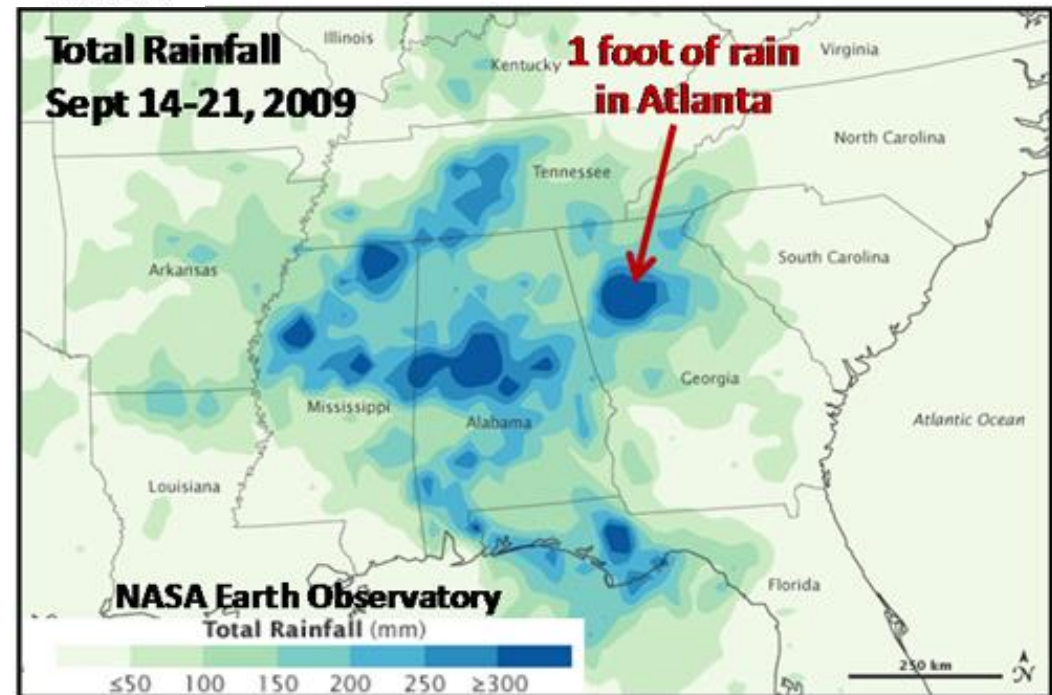 Total Rainfall
Sept 14-21, 2009
1 foot of rain
in Atlanta
Illinois
Kentucky
Virginia
North Carolina
Tennessee
Arkansas
South Carolina
Mississippi
Alabama
Georgia
Atlantic Ocean
Louisiana
Florida
NASA Earth Observatory
Total Rainfall (mm)
≤50 100 150 200 250 ≥300
250 km
N